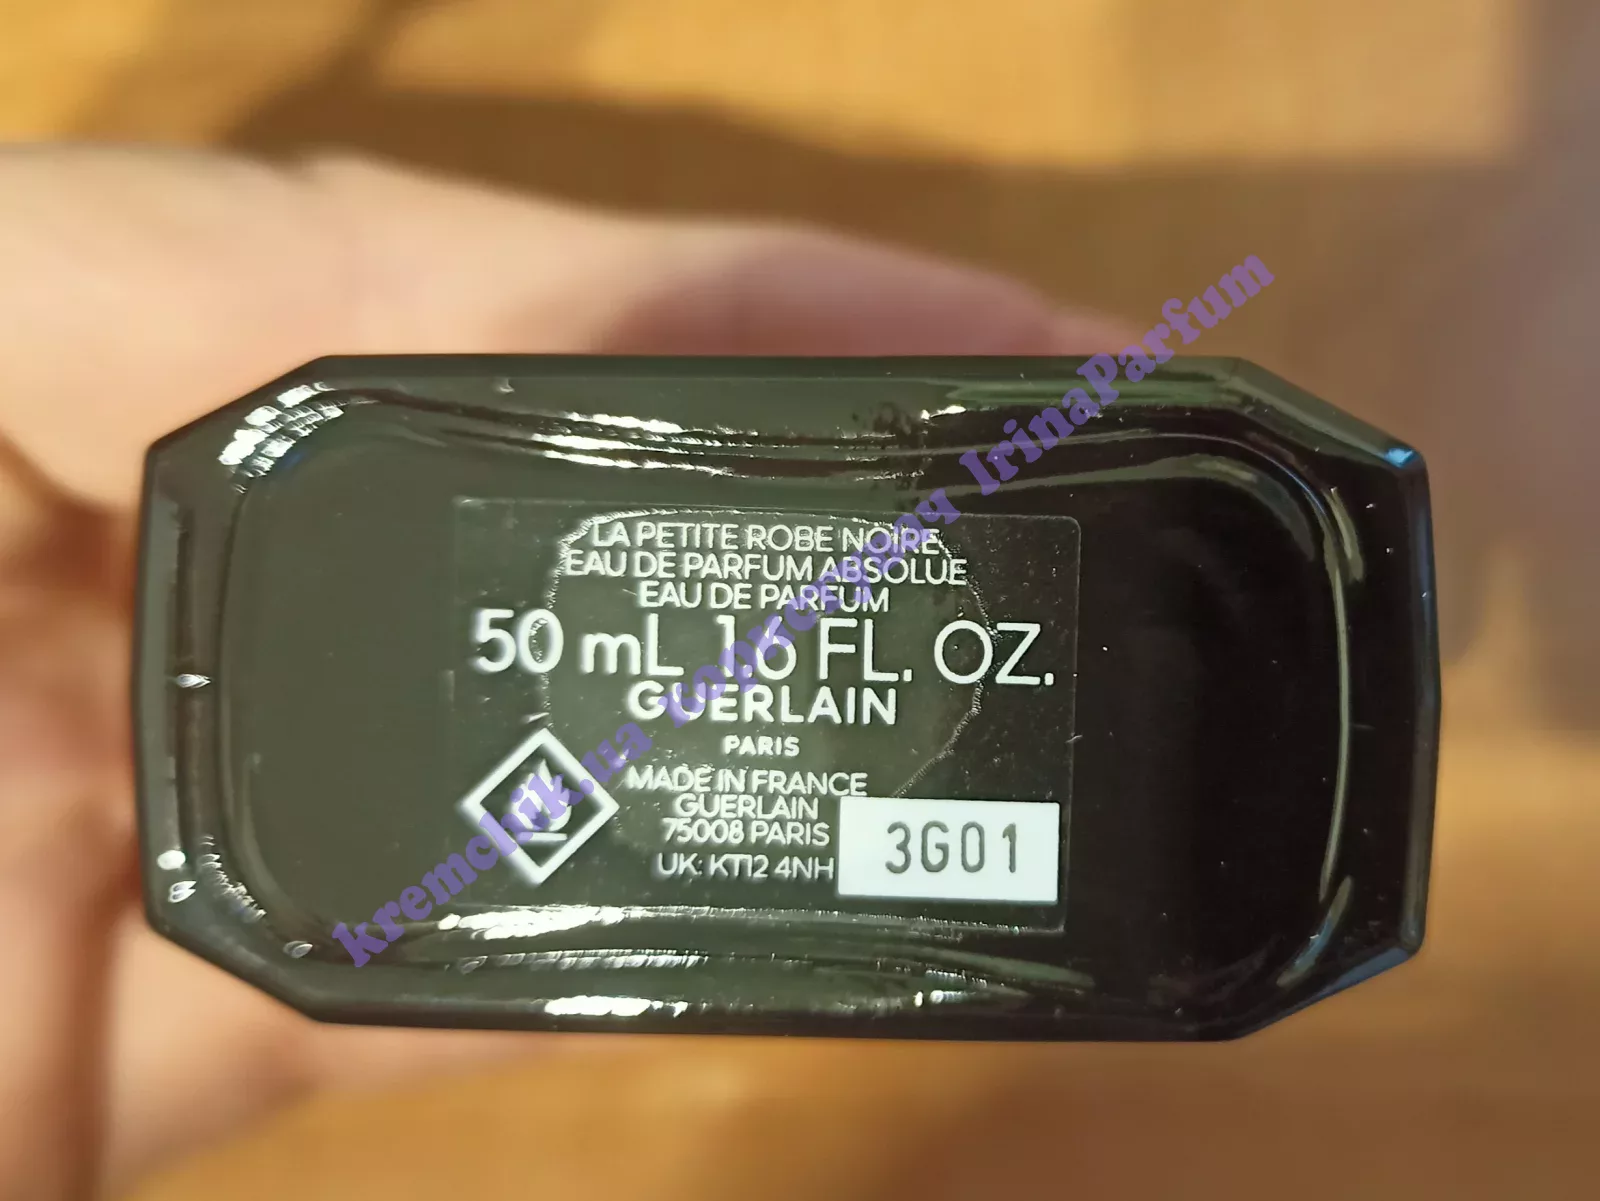 LA PETITE ROBE NOIRE
EAU DE PARFUM ABSOLUE
EAU DE PARFUM
50 mL 1.6 FL. OZ.
GUERLAIN
PARIS
MADE IN FRANCE
GUERLAIN
75008 PARIS
UK: KT12 4NH
3G01
kremchik.ua користувач IrinaParfum